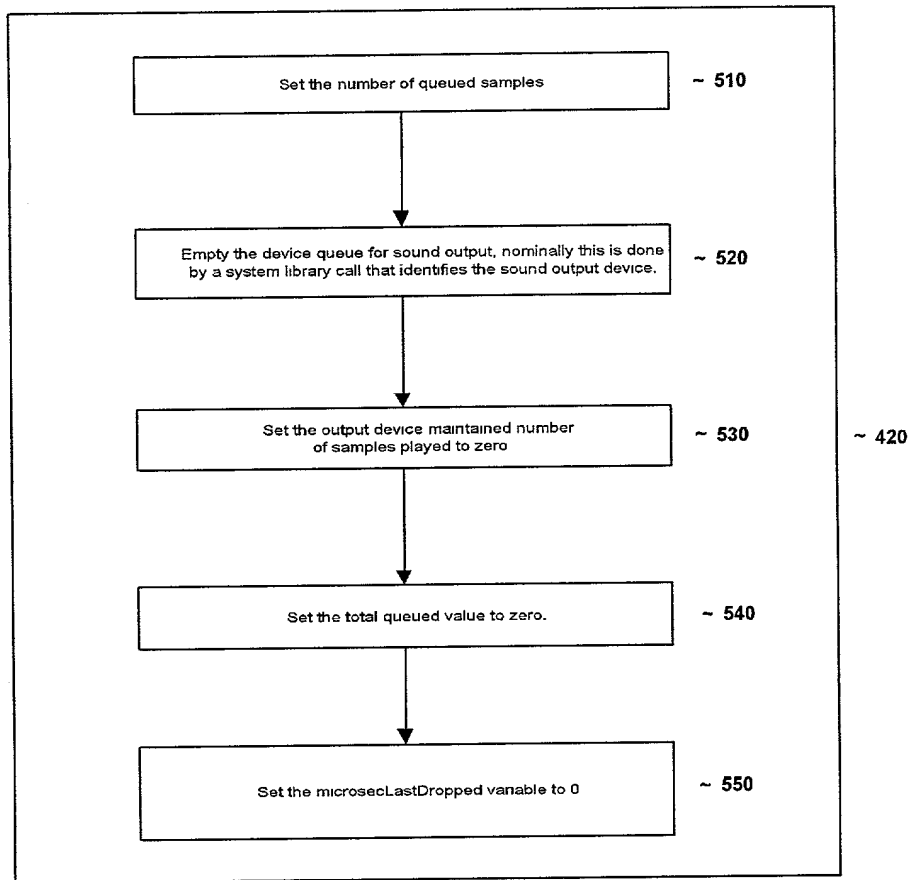 Set the number of queued samples
~ 510
Empty the device queue for sound output, nominally this is done
by a system library call that identifies the sound output device.
~ 520
Set the output device maintained number
of samples played to zero
~ 530
~ 420
Set the total queued value to zero.
~ 540
Set the microsecLastDropped variable to 0
~ 550